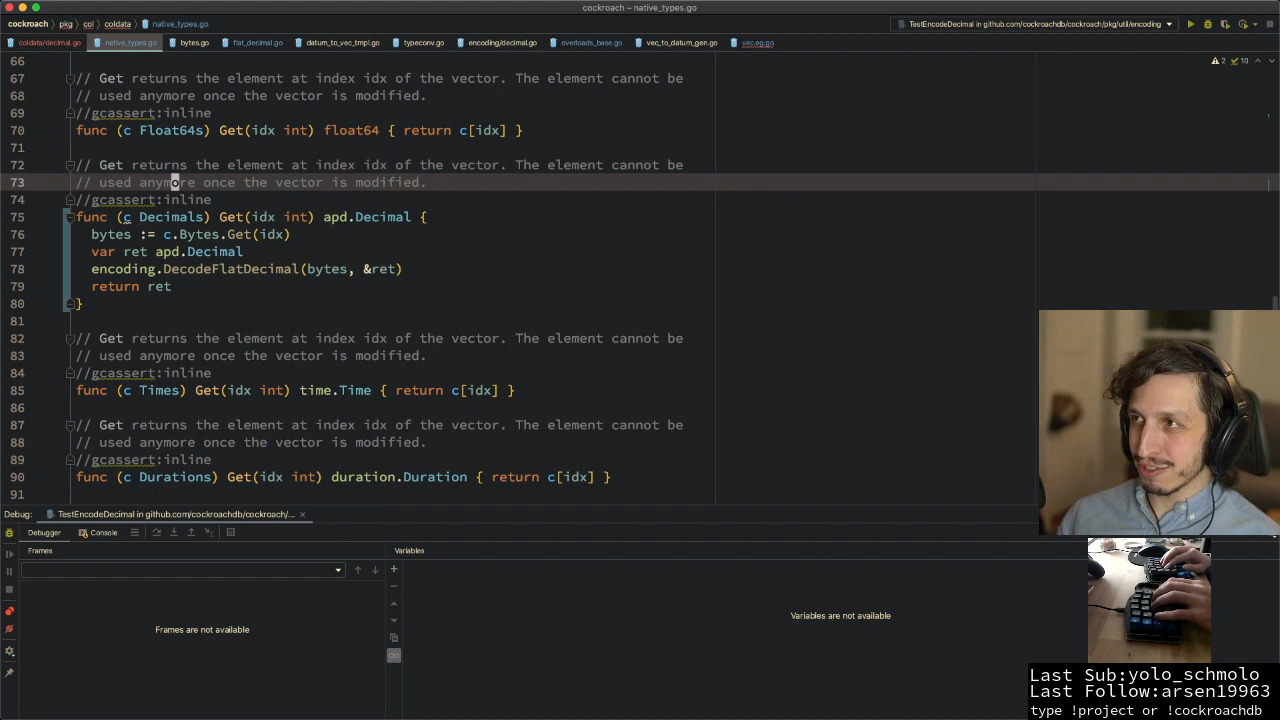 cockroach – native_types.go
cockroach
pkg
col
coldata
native_types.go
TestEncodeDecimal in github.com/cockroachdb/cockroach/pkg/util/encoding
coldata/decimal.go
native_types.go
bytes.go
flat_decimal.go
datum_to_vec_tmpl.go
typeconv.go
encoding/decimal.go
overloads_base.go
vec_to_datum_gen.go
vec.eg.go
2 10
66
67 // Get returns the element at index idx of the vector. The element cannot be
68 // used anymore once the vector is modified.
69 //gcassert:inline
70 func (c Float64s) Get(idx int) float64 { return c[idx] }
71
72 // Get returns the element at index idx of the vector. The element cannot be
73 // used anymore once the vector is modified.
74 //gcassert:inline
75 func (c Decimals) Get(idx int) apd.Decimal {
76 bytes := c.Bytes.Get(idx)
77 var ret apd.Decimal
78 encoding.DecodeFlatDecimal(bytes, &ret)
79 return ret
80 }
81
82 // Get returns the element at index idx of the vector. The element cannot be
83 // used anymore once the vector is modified.
84 //gcassert:inline
85 func (c Times) Get(idx int) time.Time { return c[idx] }
86
87 // Get returns the element at index idx of the vector. The element cannot be
88 // used anymore once the vector is modified.
89 //gcassert:inline
90 func (c Durations) Get(idx int) duration.Duration { return c[idx] }
91
Debug: TestEncodeDecimal in github.com/cockroachdb/cockroach/...
Debugger Console
Frames
Variables
Frames are not available
Variables are not available
Last Sub:yolo_schmolo
Last Follow:arsen19963
type !project or !cockroachdb